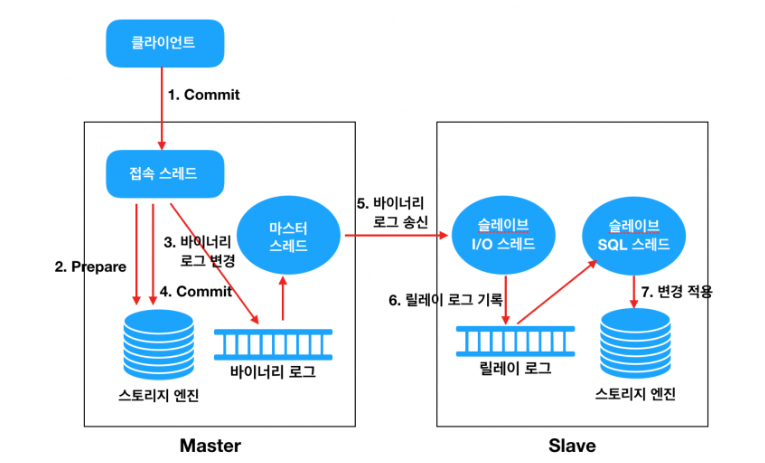 클라이언트
1. Commit
접속 스레드
2. Prepare
3. 바이너리
로그 변경
4. Commit
마스터
스레드
5. 바이너리
로그 송신
슬레이브
I/O 스레드
슬레이브
SQL 스레드
6. 릴레이 로그 기록
7. 변경 적용
스토리지 엔진
바이너리 로그
릴레이 로그
스토리지 엔진
Master
Slave